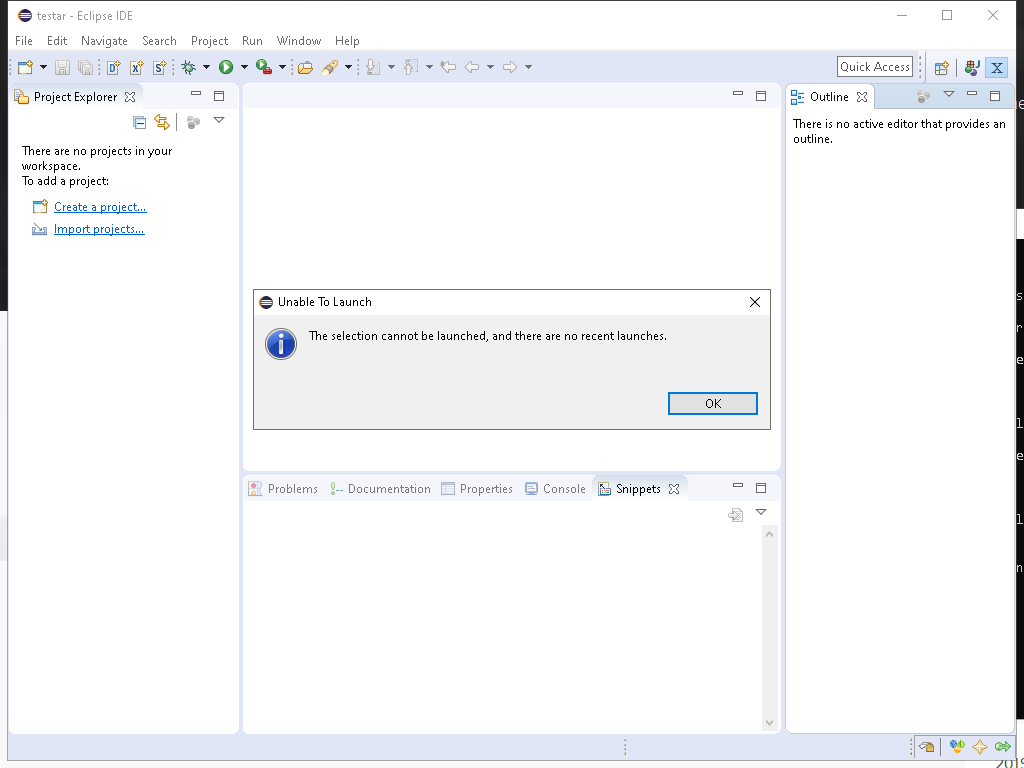 testar - Eclipse IDE
File Edit Navigate Search Project Run Window Help
Quick Access
Project Explorer
There are no projects in your
workspace.
To add a project:
Create a project...
Import projects...
Outline
There is no active editor that provides an
outline.
Unable To Launch
The selection cannot be launched, and there are no recent launches.
OK
Problems Documentation Properties Console Snippets